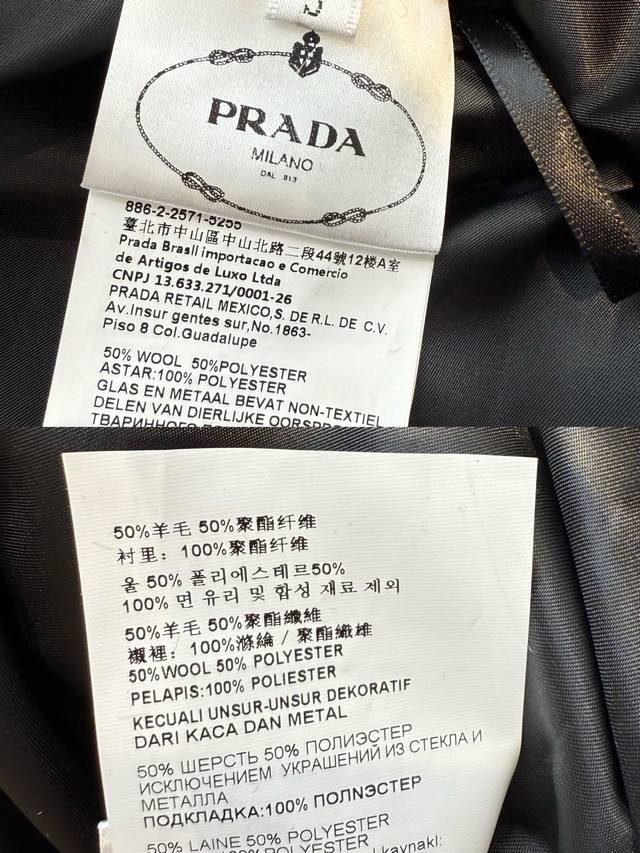 PRADA
MILANO
DAL 913
886-2-2571-5255
臺北市中山區中山北路二段44號12楼A室
Prada Brasil importacao e Comercio
de Artigos de Luxo Ltda
CNPJ 13.633.271/0001-26
PRADA RETAIL MEXICO,S. DE R.L. DE C.V.
Av.Insur gentes sur,No.1863-
Piso 8 Col.Guadalupe
50% WOOL 50%POLYESTER
ASTAR:100% POLYESTER
GLAS EN METAAL BEVAT NON-TEXTIEL
DELEN VAN DIERLIJKE
50%羊毛 50%聚酯纤维
衬里：100%聚酯纤维
울 50% 폴리에스테르50%
100% 면 유리 및 합성 재료 제외
50%羊毛 50%聚酯纖維
襯裡：100%滌綸 / 聚酯纖維
50%WOOL 50% POLYESTER
PELAPIS:100% POLIESTER
KECUALI UNSUR-UNSUR DEKORATIF
DARI KACA DAN METAL
50% ШЕРСТЬ 50% ПОЛИЭСТЕР
ИСКЛЮЧЕНИЕМ УКРАШЕНИЙ ИЗ СТЕКЛА И
МЕТАЛЛА
ПОДКЛАДКА:100% ПОЛNЭСТЕР
50% LAINE 50% POLYESTER
100% POLYESTER
kaynakl: